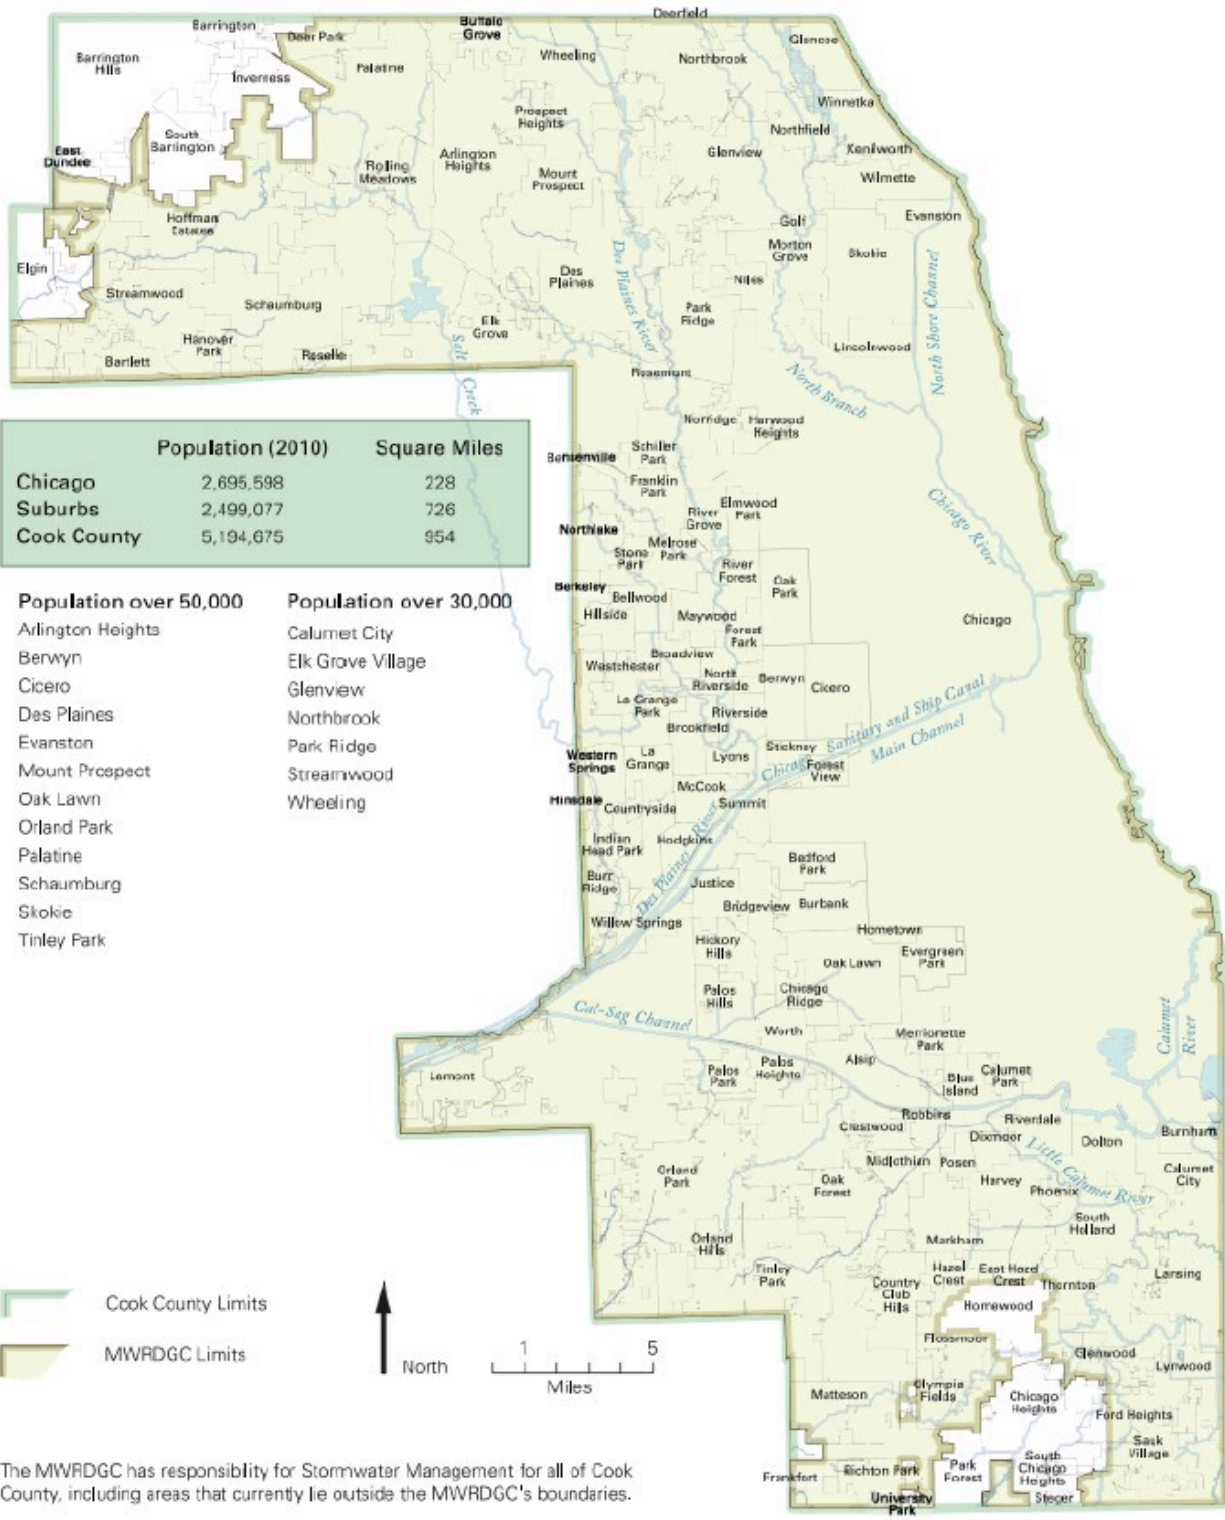 Deerfield
Barrington
Buffalo
Grove
Deer Park
Glencoe
Barrington
Hills
Wheeling
Northbrook
Palatine
Inverness
Winnetka
Prospect
Heights
Northfield
South
Barrington
Kenilworth
East
Dundee
Glenview
Arlington
Heights
Rolling
Meadows
Mount
Prospect
Wilmette
Hoffman
Estates
Golf
Evanston
Morton
Grove
Skokie
Des Plaines River
North Shore Channel
Elgin
Des
Plaines
Niles
Streamwood
Schaumburg
Park
Ridge
Elk
Grove
Hanover
Park
Roselle
Bartlett
Salt Creek
Lincolnwood
Rosemont
North Branch
Norridge
Harwood
Heights
Population (2010) Square Miles
Chicago 2,695,598 228
Suburbs 2,499,077 726
Cook County 5,194,675 954
Bensenville
Schiller
Park
Franklin
Park
Elmwood
Park
River
Grove
Chicago River
Northlake
Melrose
Park
Stone
Park
River
Forest
Oak
Park
Berkeley
Bellwood
Hillside
Maywood
Forest
Park
Chicago
Broadview
Westchester
North
Riverside
Berwyn
Cicero
La Grange
Park
Riverside
Brookfield
Chicago Sanitary and Ship Canal
Main Channel
Stickney
Western
Springs
La
Grange
Lyons
Forest
View
McCook
Hinsdale
Countryside
Summit
Indian
Head Park
Hodgkins
Des Plaines River
Bedford
Park
Burr
Ridge
Justice
Bridgeview
Burbank
Willow Springs
Hometown
Hickory
Hills
Oak Lawn
Evergreen
Park
Palos
Hills
Chicago
Ridge
Cal-Sag Channel
Worth
Merrionette
Park
Calumet
River
Lemont
Palos
Park
Palos
Heights
Alsip
Blue
Island
Calumet
Park
Robbins
Riverdale
Crestwood
Dixmoor
Dolton
Burnham
Little Calumet River
Midlothian
Posen
Calumet
City
Orland
Park
Oak
Forest
Harvey
Phoenix
South
Holland
Orland
Hills
Markham
Tinley
Park
Hazel
Crest
East Hazel
Crest
Thornton
Lansing
Country
Club
Hills
Homewood
Flossmoor
Glenwood
Lynwood
Matteson
Olympia
Fields
Chicago
Heights
Ford Heights
Sauk
Village
Frankfort
Richton Park
Park
Forest
South
Chicago
Heights
Steger
University
Park
Population over 50,000
Arlington Heights
Berwyn
Cicero
Des Plaines
Evanston
Mount Prospect
Oak Lawn
Orland Park
Palatine
Schaumburg
Skokie
Tinley Park
Population over 30,000
Calumet City
Elk Grove Village
Glenview
Northbrook
Park Ridge
Streamwood
Wheeling
Cook County Limits
MWRDGC Limits
North
1 5
Miles
The MWRDGC has responsiblity for Stormwater Management for all of Cook
County, including areas that currently lie outside the MWRDGC's boundaries.